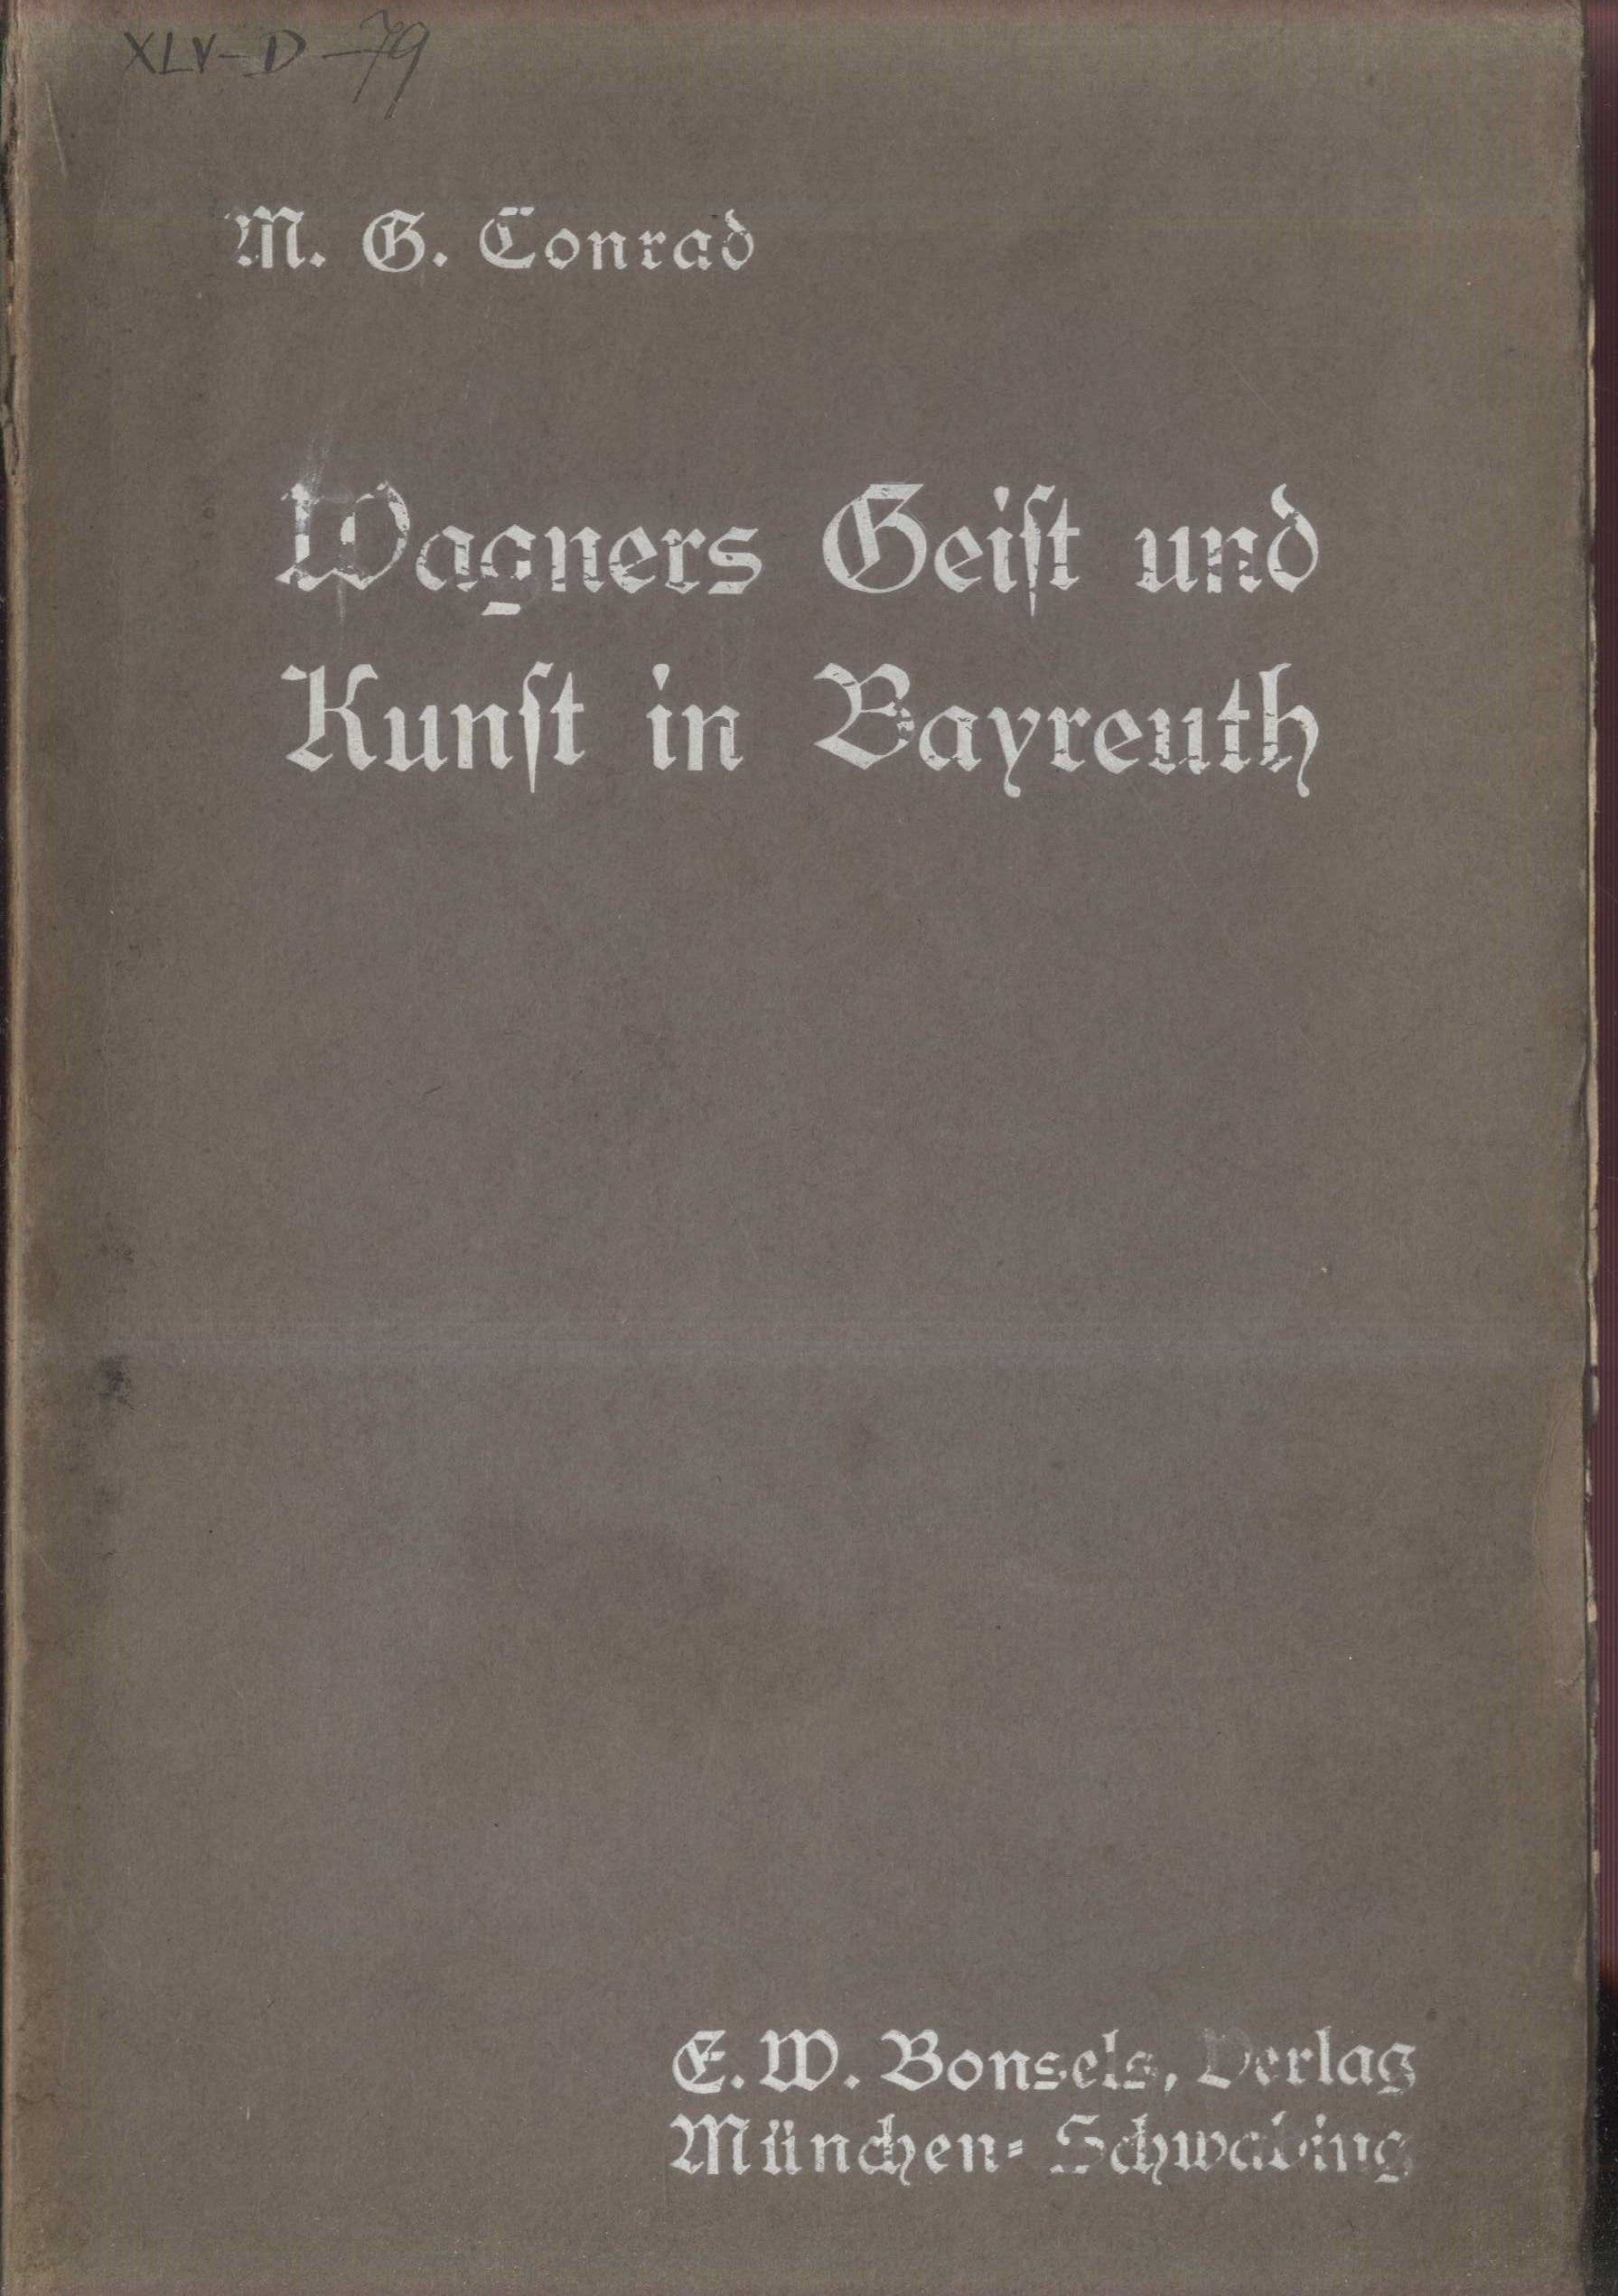 XLV-D-79
M. G. Conrad
Wagners Geiſt und
Kunſt in Bayreuth
E. W. Bonsels, Verlag
München-Schwabing